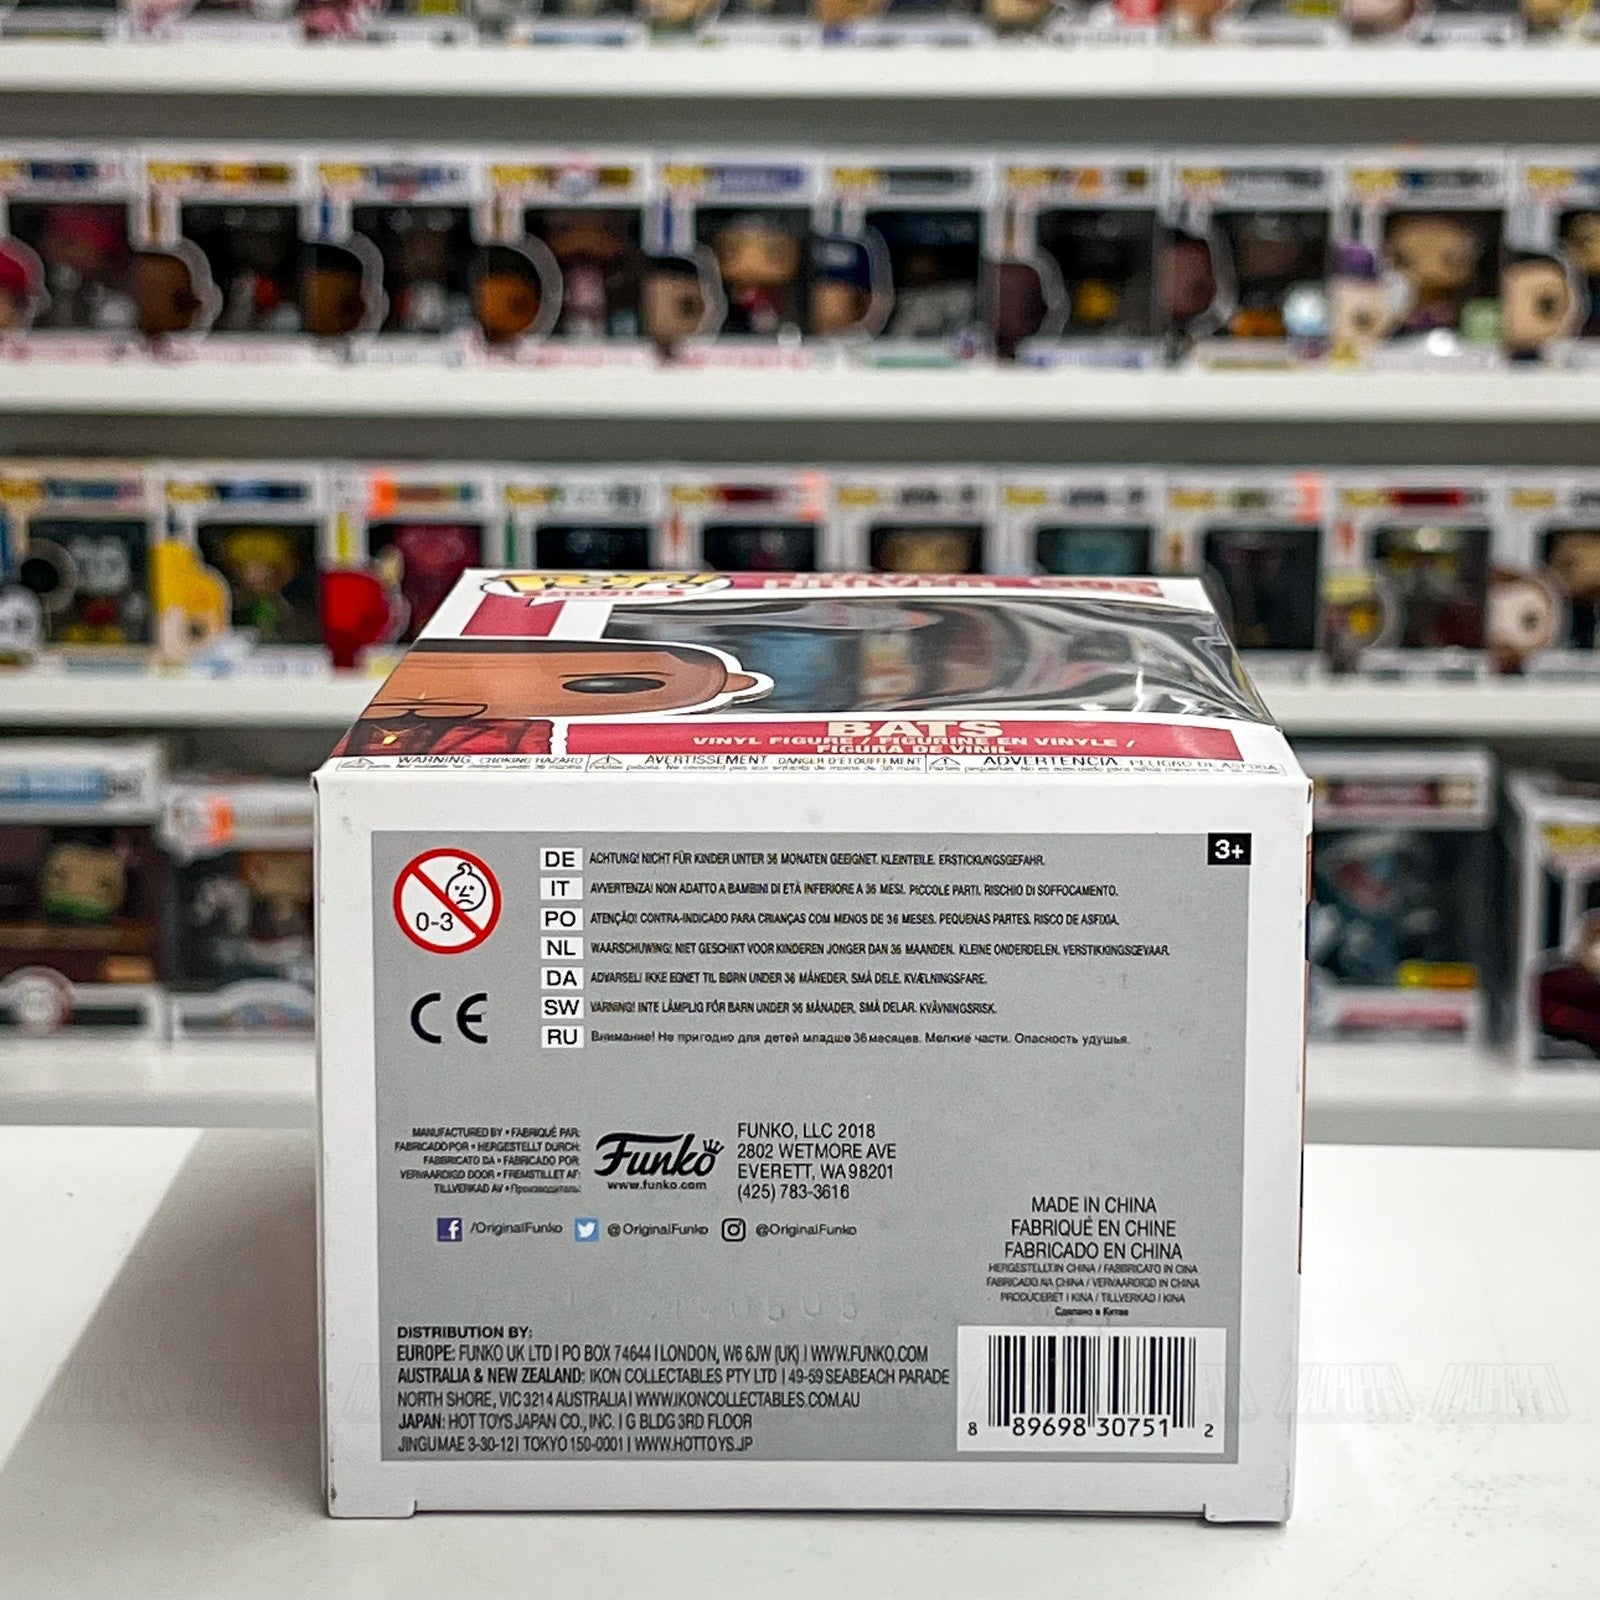 BATS
VINYL FIGURE / FIGURINE EN VINYLE /
FIGURA DE VINIL
WARNING, CHOKING HAZARD
AVERTISSEMENT DANGER D'ÉTOUFFEMENT
ADVERTENCIA PELIGRO DE ASFIXIA
3+
0-3
DE ACHTUNG! NICHT FÜR KINDER UNTER 36 MONATEN GEEIGNET. KLEINTEILE. ERSTICKUNGSGEFAHR.
IT AVVERTENZA! NON ADATTO A BAMBINI DI ETÀ INFERIORE A 36 MESI. PICCOLE PARTI. RISCHIO DI SOFFOCAMENTO.
PO ATENÇÃO! CONTRA-INDICADO PARA CRIANÇAS COM MENOS DE 36 MESES. PEQUENAS PARTES. RISCO DE ASFIXIA.
NL WAARSCHUWING! NIET GESCHIKT VOOR KINDEREN JONGER DAN 36 MAANDEN. KLEINE ONDERDELEN. VERSTIKKINGSGEVAAR.
DA ADVARSEL! IKKE EGNET TIL BØRN UNDER 36 MÅNEDER. SMÅ DELE. KVÆLNINGSFARE.
SW VARNING! INTE LÄMPLIG FÖR BARN UNDER 36 MÅNADER. SMÅ DELAR. KVÄVNINGSRISK.
RU Внимание! Не пригодно для детей младше 36 месяцев. Мелкие части. Опасность удушья.
CE
MANUFACTURED BY • FABRIQUÉ PAR:
FABRICADO POR • HERGESTELLT DURCH:
FABBRICATO DA • FABRICADO POR:
VERVAARDIGD DOOR • FREMSTILLET AF:
TILLVERKAD AV • Производитель:
Funko
www.funko.com
FUNKO, LLC 2018
2802 WETMORE AVE
EVERETT, WA 98201
(425) 783-3616
/OriginalFunko @OriginalFunko @OriginalFunko
MADE IN CHINA
FABRIQUÉ EN CHINE
FABRICADO EN CHINA
HERGESTELLT IN CHINA / FABBRICATO IN CINA
FABRICADO NA CHINA / VERVAARDIGD IN CHINA
PRODUCERET I KINA / TILLVERKAD I KINA
Сделано в Китае
DISTRIBUTION BY:
EUROPE: FUNKO UK LTD | PO BOX 74644 | LONDON, W6 6JW (UK) | WWW.FUNKO.COM
AUSTRALIA & NEW ZEALAND: IKON COLLECTABLES PTY LTD | 49-59 SEABEACH PARADE
NORTH SHORE, VIC 3214 AUSTRALIA | WWW.IKONCOLLECTABLES.COM.AU
JAPAN: HOT TOYS JAPAN CO., INC. | G BLDG 3RD FLOOR
JINGUMAE 3-30-12 | TOKYO 150-0001 | WWW.HOTTOYS.JP
8 89698 30751 2